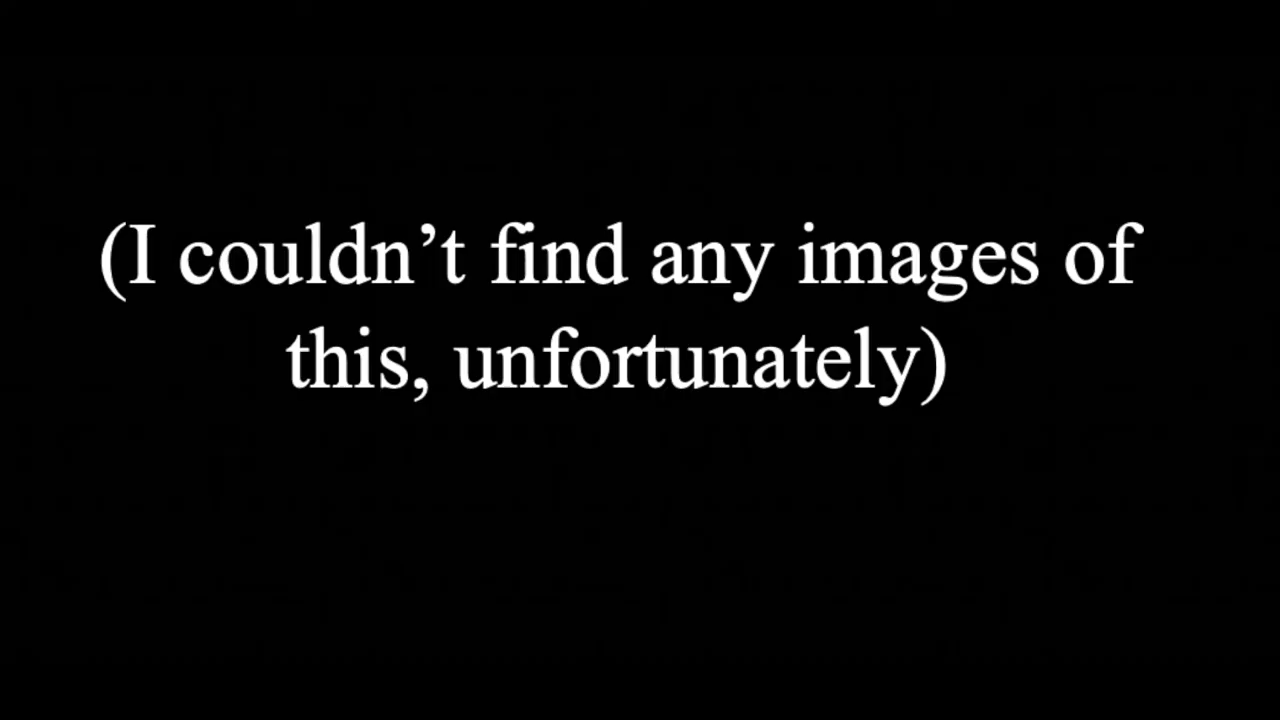 (I couldn’t find any images of
this, unfortunately)